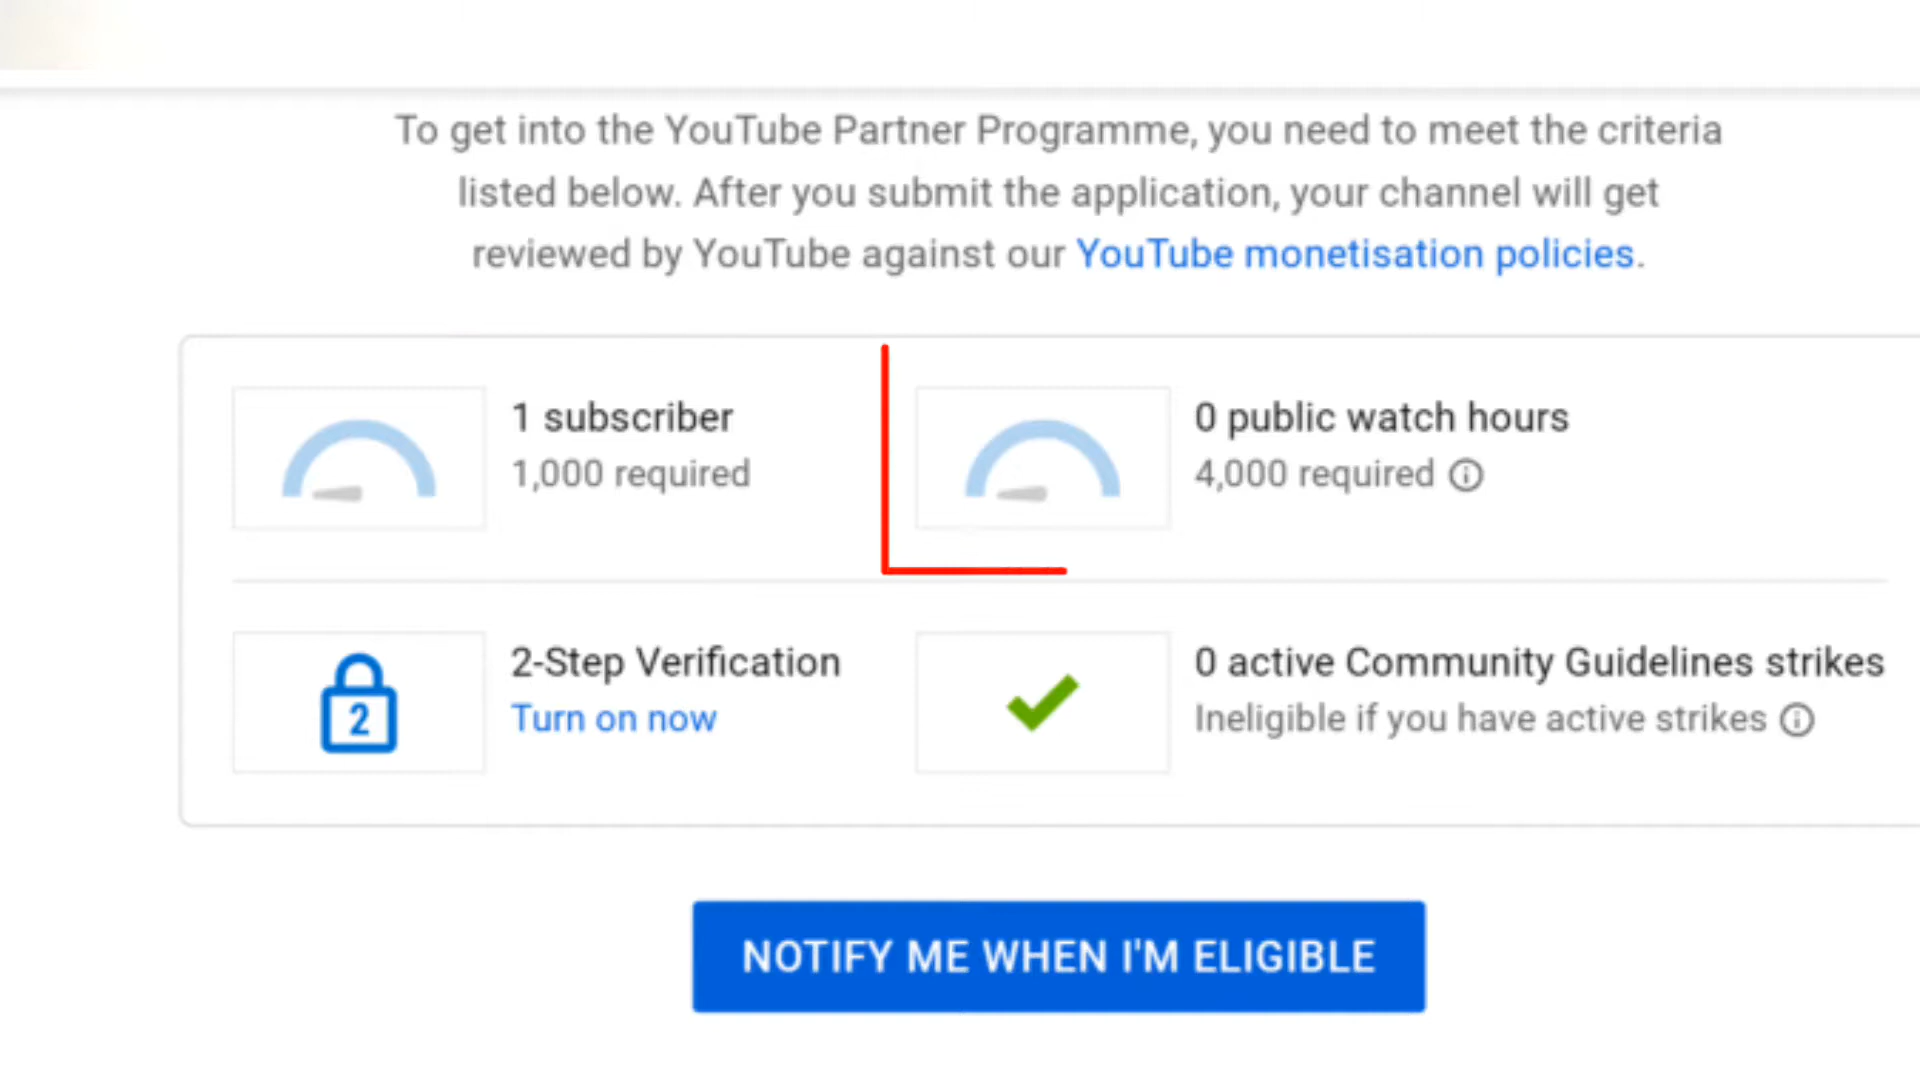 To get into the YouTube Partner Programme, you need to meet the criteria
listed below. After you submit the application, your channel will get
reviewed by YouTube against our YouTube monetisation policies.
1 subscriber
1,000 required
0 public watch hours
4,000 required
2
2-Step Verification
Turn on now
0 active Community Guidelines strikes
Ineligible if you have active strikes
NOTIFY ME WHEN I'M ELIGIBLE